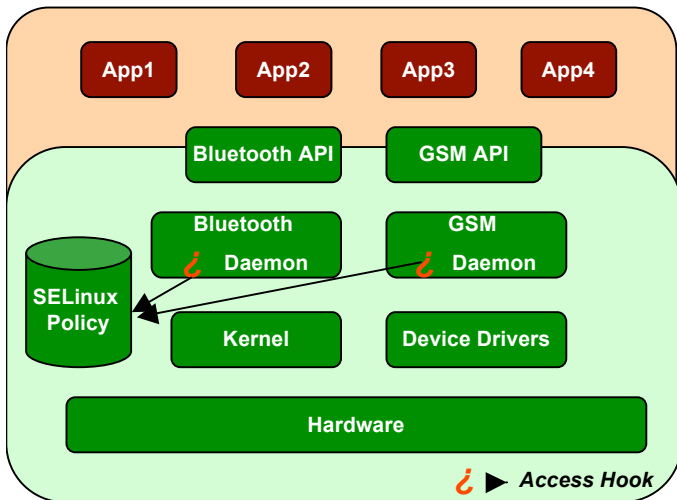 App1
App2
App3
App4
Bluetooth API
GSM API
Bluetooth
¿ Daemon
GSM
¿ Daemon
SELinux
Policy
Kernel
Device Drivers
Hardware
¿ Access Hook